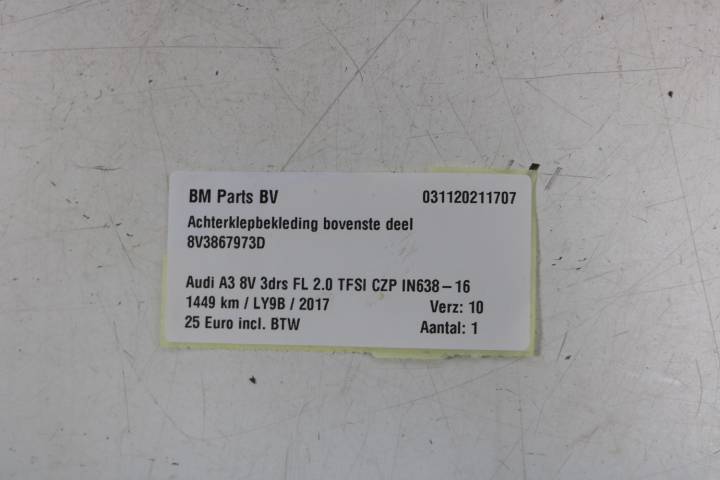 BM Parts BV 031120211707
Achterklepbekleding bovenste deel
8V3867973D
Audi A3 8V 3drs FL 2.0 TFSI CZP IN638-16
1449 km / LY9B / 2017 Verz: 10
25 Euro incl. BTW Aantal: 1